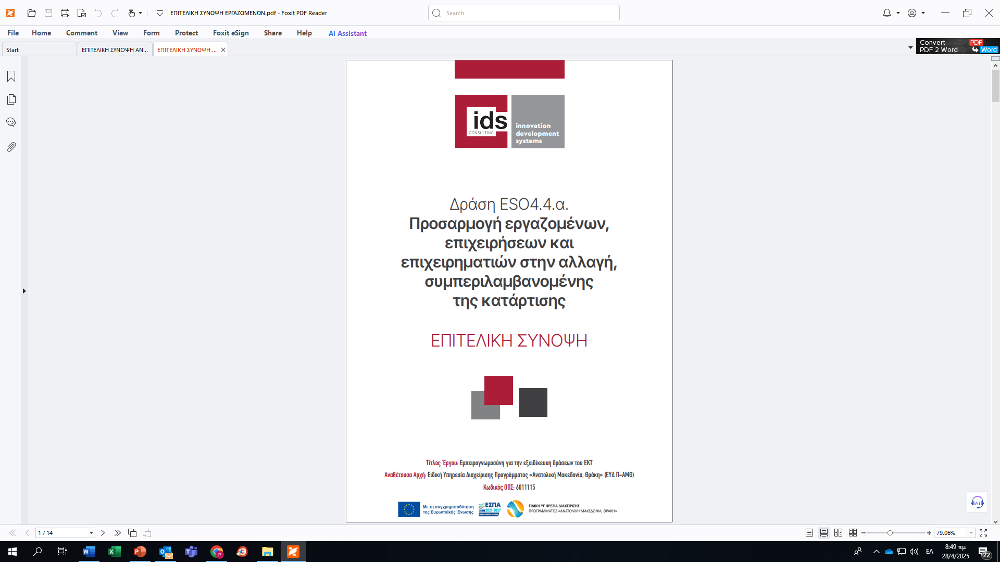 ΕΠΙΤΕΛΙΚΗ ΣΥΝΟΨΗ ΕΡΓΑΖΟΜΕΝΩΝ.pdf - Foxit PDF Reader
Search
File Home Comment View Form Protect Foxit eSign Share Help AI Assistant
Start
ΕΠΙΤΕΛΙΚΗ ΣΥΝΟΨΗ ΑΝ...
ΕΠΙΤΕΛΙΚΗ ΣΥΝΟΨΗ ...
Convert PDF
PDF 2 Word Word
ids
CONSULTING
innovation
development
systems
Δράση ESO4.4.α.
Προσαρμογή εργαζομένων,
επιχειρήσεων και
επιχειρηματιών στην αλλαγή,
συμπεριλαμβανομένης
της κατάρτισης
ΕΠΙΤΕΛΙΚΗ ΣΥΝΟΨΗ
Τίτλος Έργου: Εμπειρογνωμοσύνη για την εξειδίκευση δράσεων του ΕΚΤ
Αναθέτουσα Αρχή: Ειδική Υπηρεσία Διαχείρισης Προγράμματος «Ανατολική Μακεδονία, Θράκη» (ΕΥΔ Π-ΑΜΘ)
Κωδικός ΟΠΣ: 6011115
Με τη συγχρηματοδότηση
της Ευρωπαϊκής Ένωσης
ΕΣΠΑ
2021-2027
ΕΙΔΙΚΗ ΥΠΗΡΕΣΙΑ ΔΙΑΧΕΙΡΙΣΗΣ
ΠΡΟΓΡΑΜΜΑΤΟΣ «ΑΝΑΤΟΛΙΚΗ ΜΑΚΕΔΟΝΙΑ, ΘΡΑΚΗ»
AI
1 / 14
79.06%
ΕΛ
8:49 πμ
28/4/2025
22